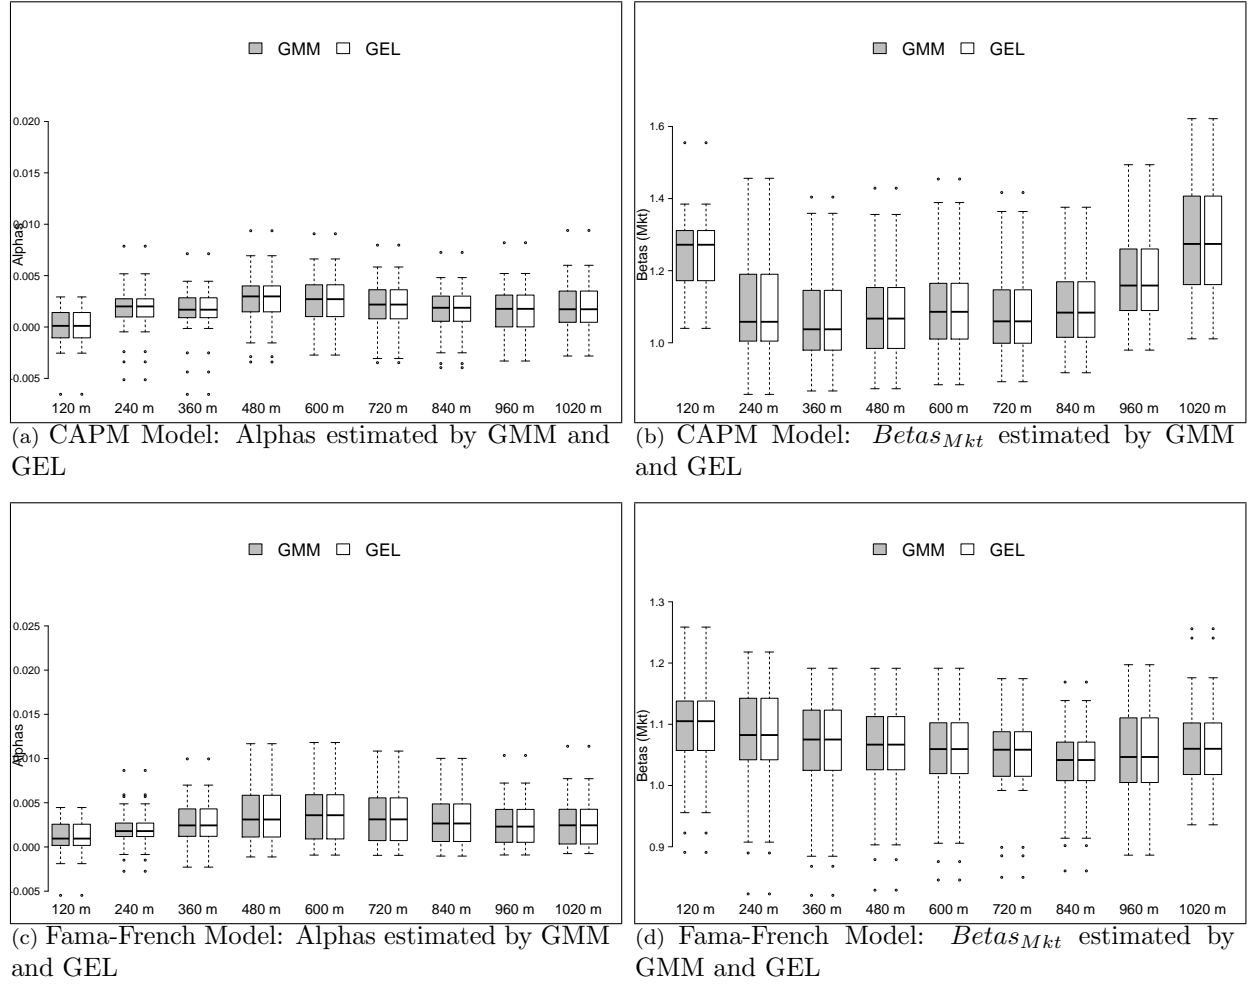 GMM GEL
0.020
0.015
0.010
0.005
0.000
-0.005
Alphas
120 m 240 m 360 m 480 m 600 m 720 m 840 m 960 m 1020 m
(a) CAPM Model: Alphas estimated by GMM and
GEL
GMM GEL
1.6
1.4
1.2
1.0
Betas (Mkt)
120 m 240 m 360 m 480 m 600 m 720 m 840 m 960 m 1020 m
(b) CAPM Model: Betas_Mkt estimated by GMM
and GEL
GMM GEL
0.025
0.020
0.015
0.010
0.005
0.000
-0.005
Alphas
120 m 240 m 360 m 480 m 600 m 720 m 840 m 960 m 1020 m
(c) Fama-French Model: Alphas estimated by GMM
and GEL
GMM GEL
1.3
1.2
1.1
1.0
0.9
Betas (Mkt)
120 m 240 m 360 m 480 m 600 m 720 m 840 m 960 m 1020 m
(d) Fama-French Model: Betas_Mkt estimated by
GMM and GEL